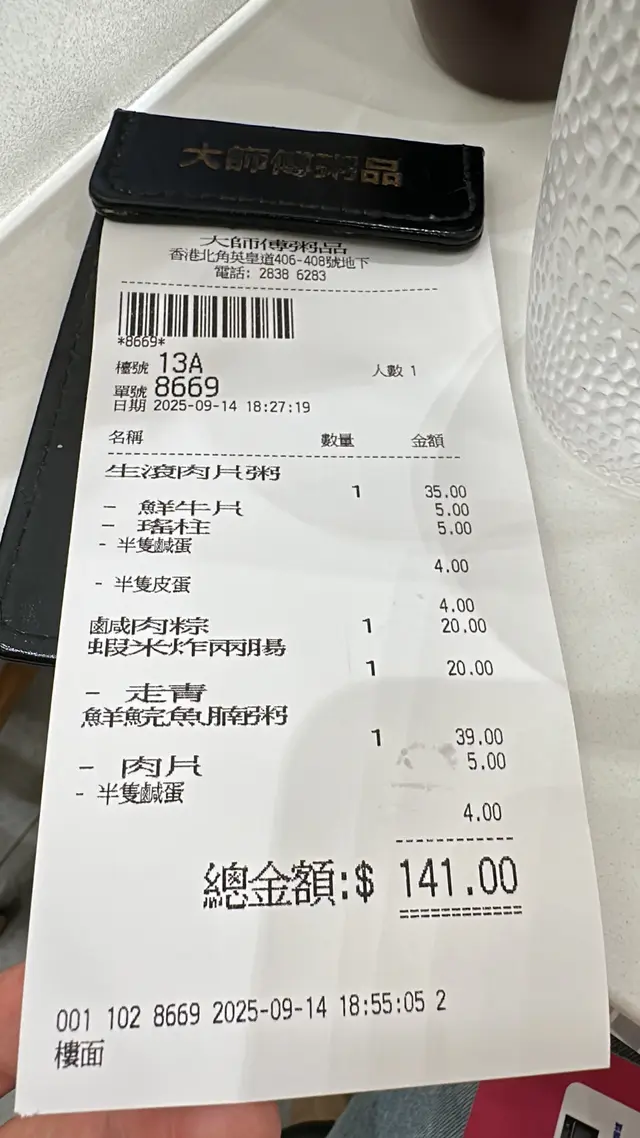 大師傅粥品
大師傅粥品
香港北角英皇道406-408號地下
電話: 2838 6283
*8669*
檯號 13A 人數 1
單號 8669
日期 2025-09-14 18:27:19
名稱 數量 金額
生滾肉片粥
1 35.00
- 鮮牛片 5.00
- 瑤柱 5.00
- 半隻鹹蛋
4.00
- 半隻皮蛋
4.00
鹹肉粽 1 20.00
蝦米炸兩腸
1 20.00
- 走青
鮮鯇魚腩粥
1 39.00
- 肉片 5.00
- 半隻鹹蛋
4.00
總金額:$ 141.00
001 102 8669 2025-09-14 18:55:05 2
樓面